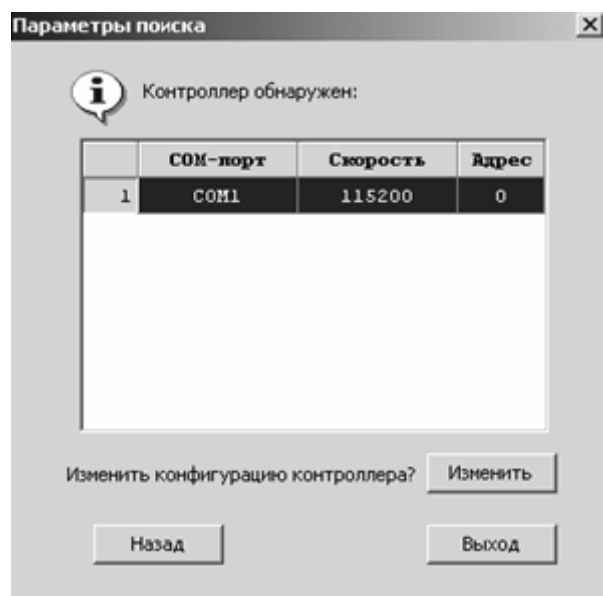 Параметры поиска
Контроллер обнаружен:
COM-порт Скорость Адрес
1 COM1 115200 0
Изменить конфигурацию контроллера? Изменить
Назад Выход